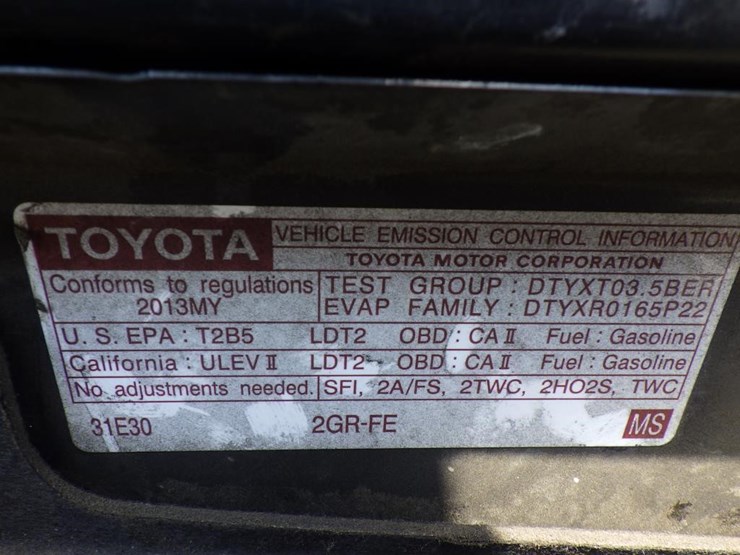 TOYOTA VEHICLE EMISSION CONTROL INFORMATION
TOYOTA MOTOR CORPORATION
Conforms to regulations TEST GROUP : DTYXT03.5BER
2013MY EVAP FAMILY : DTYXR0165P22
U. S. EPA : T2B5 LDT2 OBD : CA II Fuel : Gasoline
California : ULEV II LDT2 OBD : CA II Fuel : Gasoline
No adjustments needed. SFI, 2A/FS, 2TWC, 2HO2S, TWC
31E30 2GR-FE MS